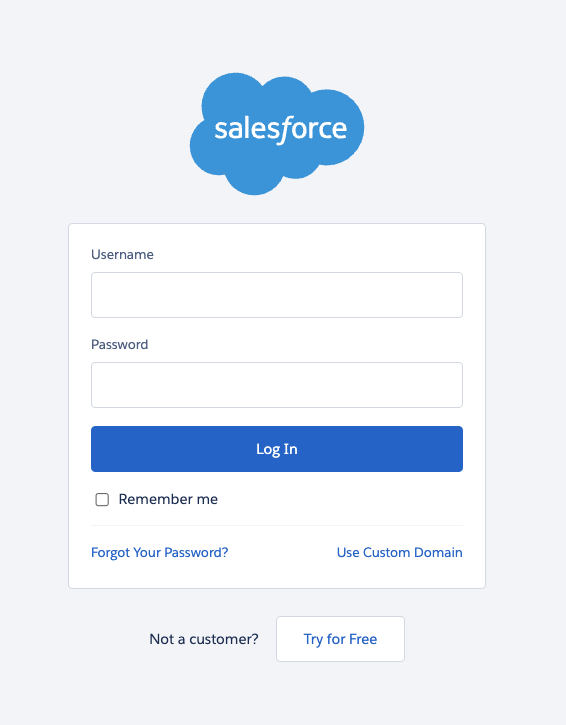 salesforce
Username
Password
Log In
Remember me
Forgot Your Password? Use Custom Domain
Not a customer? Try for Free